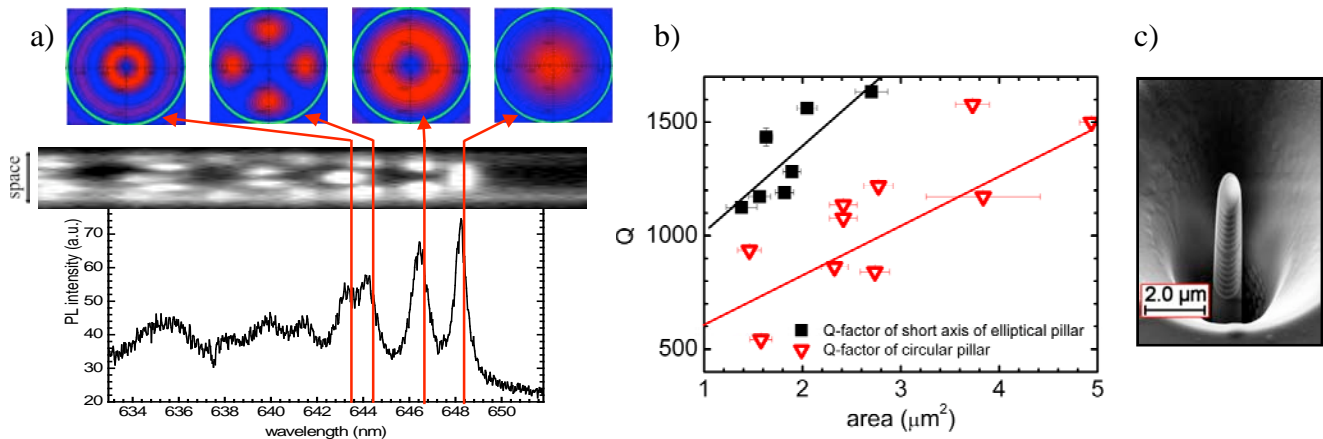 a)
b)
c)
space
PL intensity (a.u.)
70
60
50
40
30
20
634 636 638 640 642 644 646 648 650
wavelength (nm)
Q
1500
1000
500
Q-factor of short axis of elliptical pillar
Q-factor of circular pillar
1 2 3 4 5
area (μm²)
2.0 μm